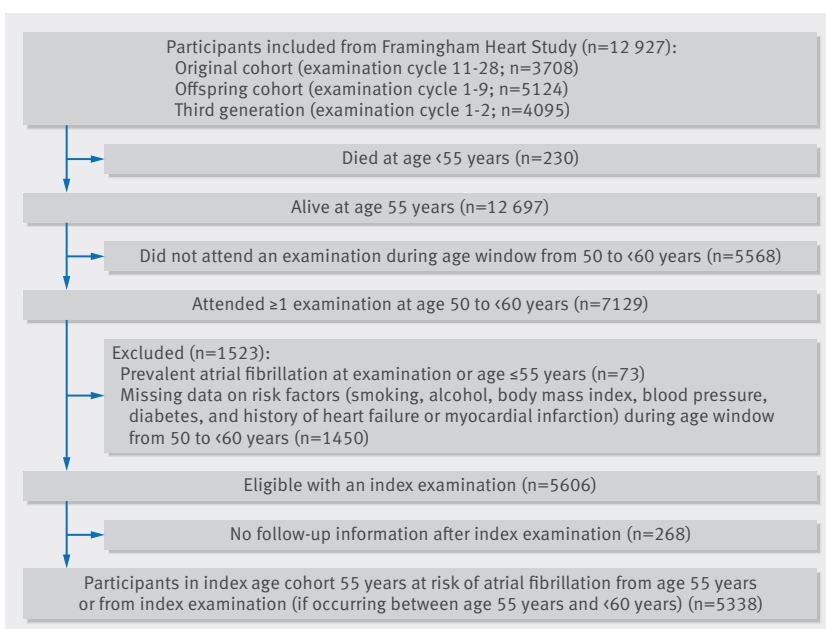 Participants included from Framingham Heart Study (n=12 927):
Original cohort (examination cycle 11-28; n=3708)
Offspring cohort (examination cycle 1-9; n=5124)
Third generation (examination cycle 1-2; n=4095)
Died at age <55 years (n=230)
Alive at age 55 years (n=12 697)
Did not attend an examination during age window from 50 to <60 years (n=5568)
Attended ≥1 examination at age 50 to <60 years (n=7129)
Excluded (n=1523):
Prevalent atrial fibrillation at examination or age ≤55 years (n=73)
Missing data on risk factors (smoking, alcohol, body mass index, blood pressure,
diabetes, and history of heart failure or myocardial infarction) during age window
from 50 to <60 years (n=1450)
Eligible with an index examination (n=5606)
No follow-up information after index examination (n=268)
Participants in index age cohort 55 years at risk of atrial fibrillation from age 55 years
or from index examination (if occurring between age 55 years and <60 years) (n=5338)